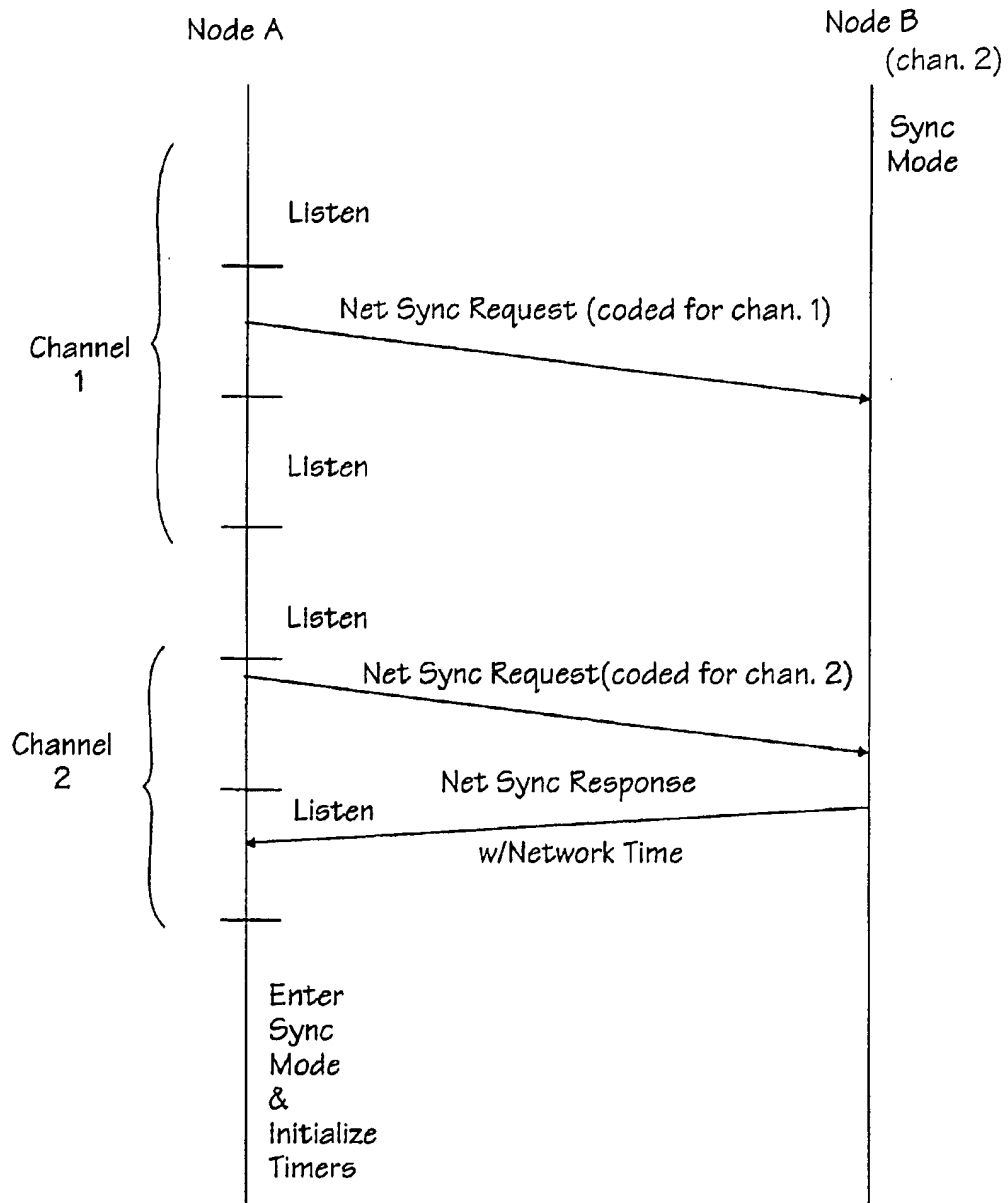 Node A
Node B
(chan. 2)
Sync
Mode
Listen
Net Sync Request (coded for chan. 1)
Channel
1
Listen
Listen
Net Sync Request(coded for chan. 2)
Channel
2
Net Sync Response
Listen
w/Network Time
Enter
Sync
Mode
&
Initialize
Timers